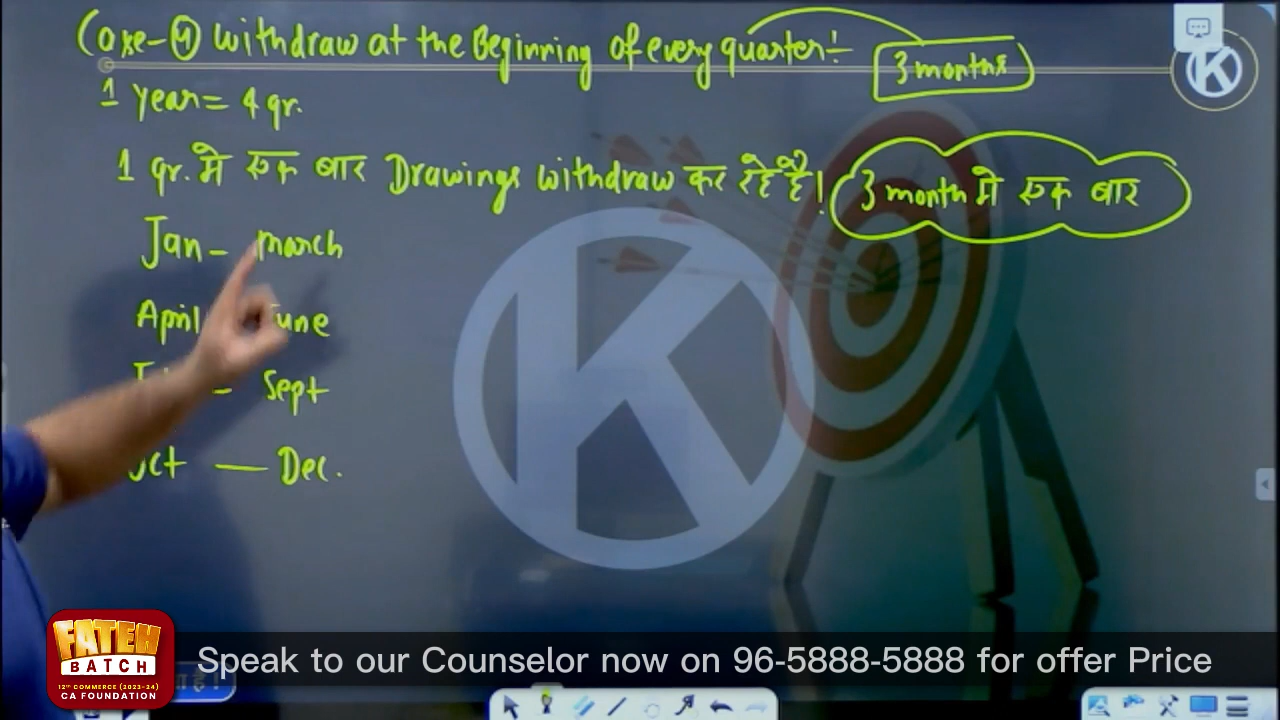 Case-④ Withdraw at the Beginning of every quarter:-
3 months
1 year = 4 qr.
1 qr. मे एक बार Drawings withdraw कर रहे है!
3 month मे एक बार
Jan - March
April June
- Sept
Oct — Dec.
K
K
FATEH
BATCH
12th COMMERCE (2023-24)
CA FOUNDATION
Speak to our Counselor now on 96-5888-5888 for offer Price